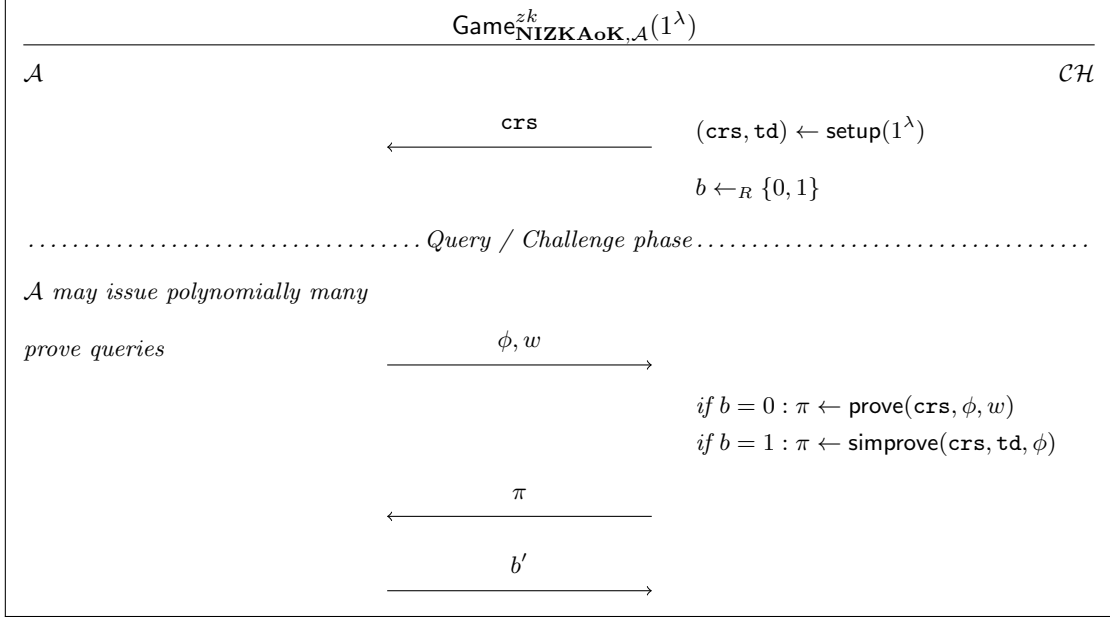 Game^{zk}_{NIZKAoK,𝒜}(1^λ)
𝒜 𝒞ℋ
crs (crs, td) ← setup(1^λ)
b ←_R {0, 1}
Query / Challenge phase
𝒜 may issue polynomially many
prove queries ϕ, w
if b = 0 : π ← prove(crs, ϕ, w)
if b = 1 : π ← simprove(crs, td, ϕ)
π
b′